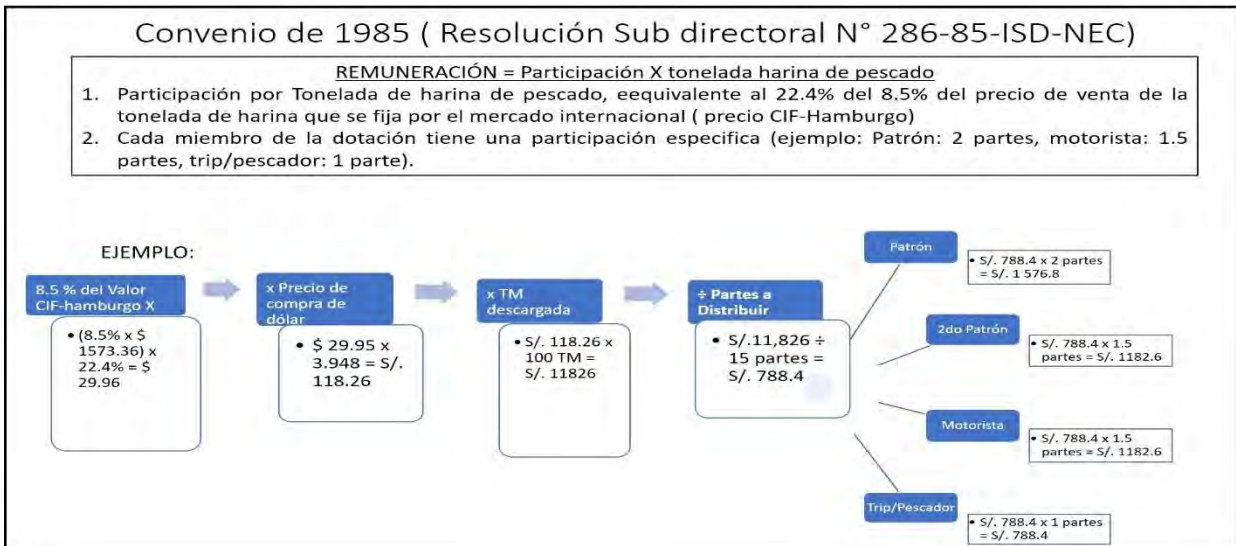 Convenio de 1985 ( Resolución Sub directoral N° 286-85-ISD-NEC)
REMUNERACIÓN = Participación X tonelada harina de pescado
1. Participación por Tonelada de harina de pescado, eequivalente al 22.4% del 8.5% del precio de venta de la
tonelada de harina que se fija por el mercado internacional ( precio CIF-Hamburgo)
2. Cada miembro de la dotación tiene una participación especifica (ejemplo: Patrón: 2 partes, motorista: 1.5
partes, trip/pescador: 1 parte).
EJEMPLO:
8.5 % del Valor
CIF-hamburgo X
• (8.5% x $
1573.36) x
22.4% = $
29.96
x Precio de
compra de
dólar
• $ 29.95 x
3.948 = S/.
118.26
x TM
descargada
• S/. 118.26 x
100 TM =
S/. 11826
÷ Partes a
Distribuir
• S/.11,826 ÷
15 partes =
S/. 788.4
Patrón
• S/. 788.4 x 2 partes
= S/. 1 576.8
2do Patrón
• S/. 788.4 x 1.5
partes = S/. 1182.6
Motorista
• S/. 788.4 x 1.5
partes = S/. 1182.6
Trip/Pescador
• S/. 788.4 x 1 partes
= S/. 788.4